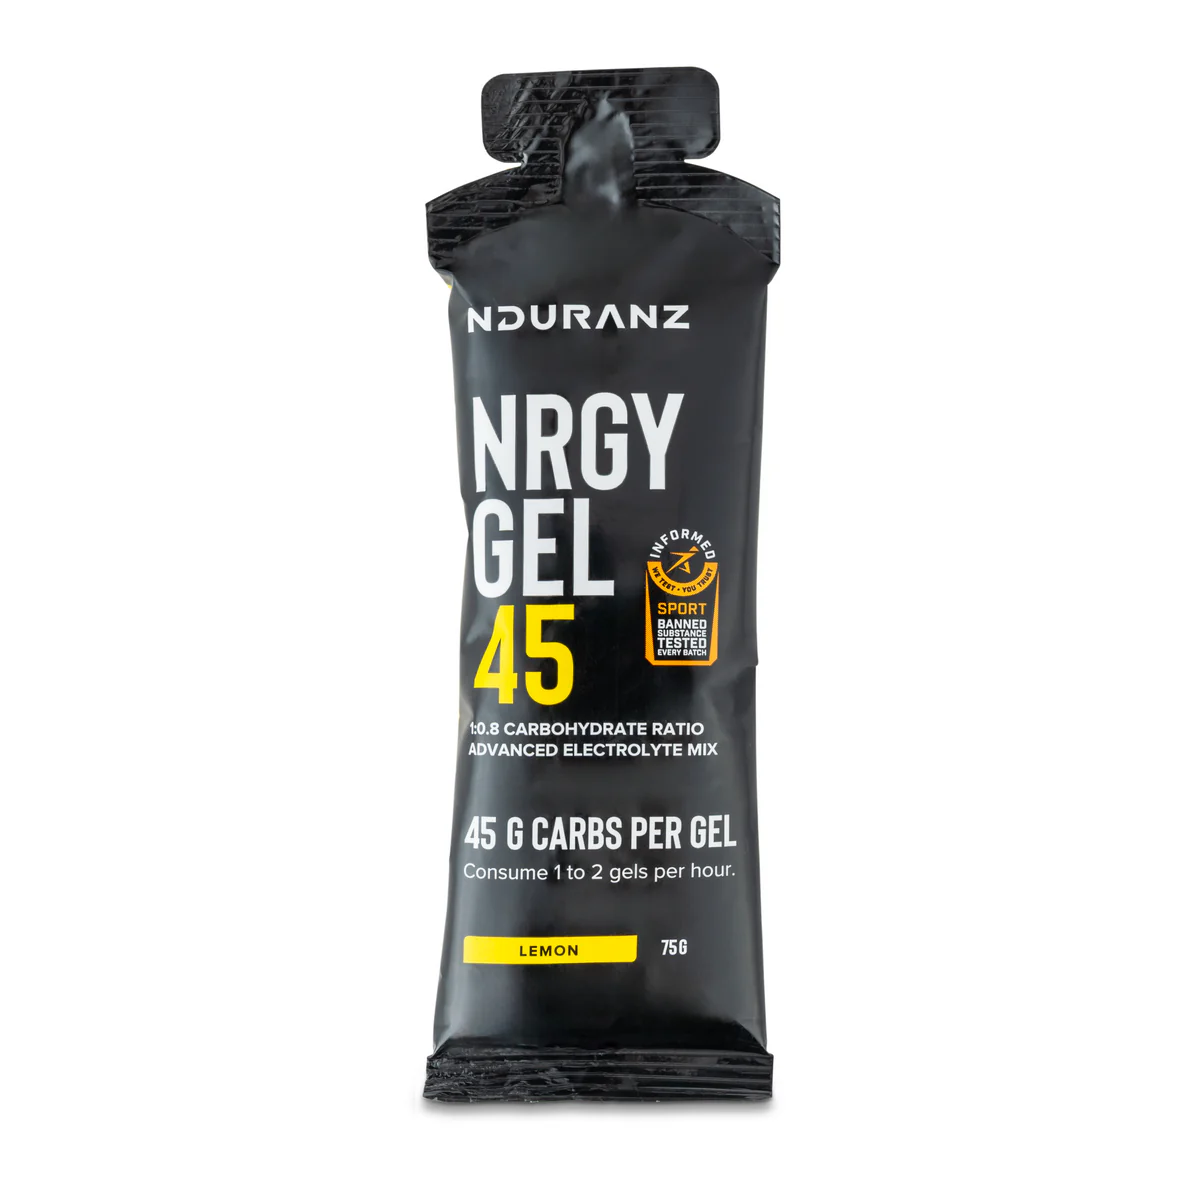 NDURANZ
NRGY
GEL
45
INFORMED
WE TEST • YOU TRUST
SPORT
BANNED
SUBSTANCE
TESTED
EVERY BATCH
1:0.8 CARBOHYDRATE RATIO
ADVANCED ELECTROLYTE MIX
45 G CARBS PER GEL
Consume 1 to 2 gels per hour.
LEMON
75G